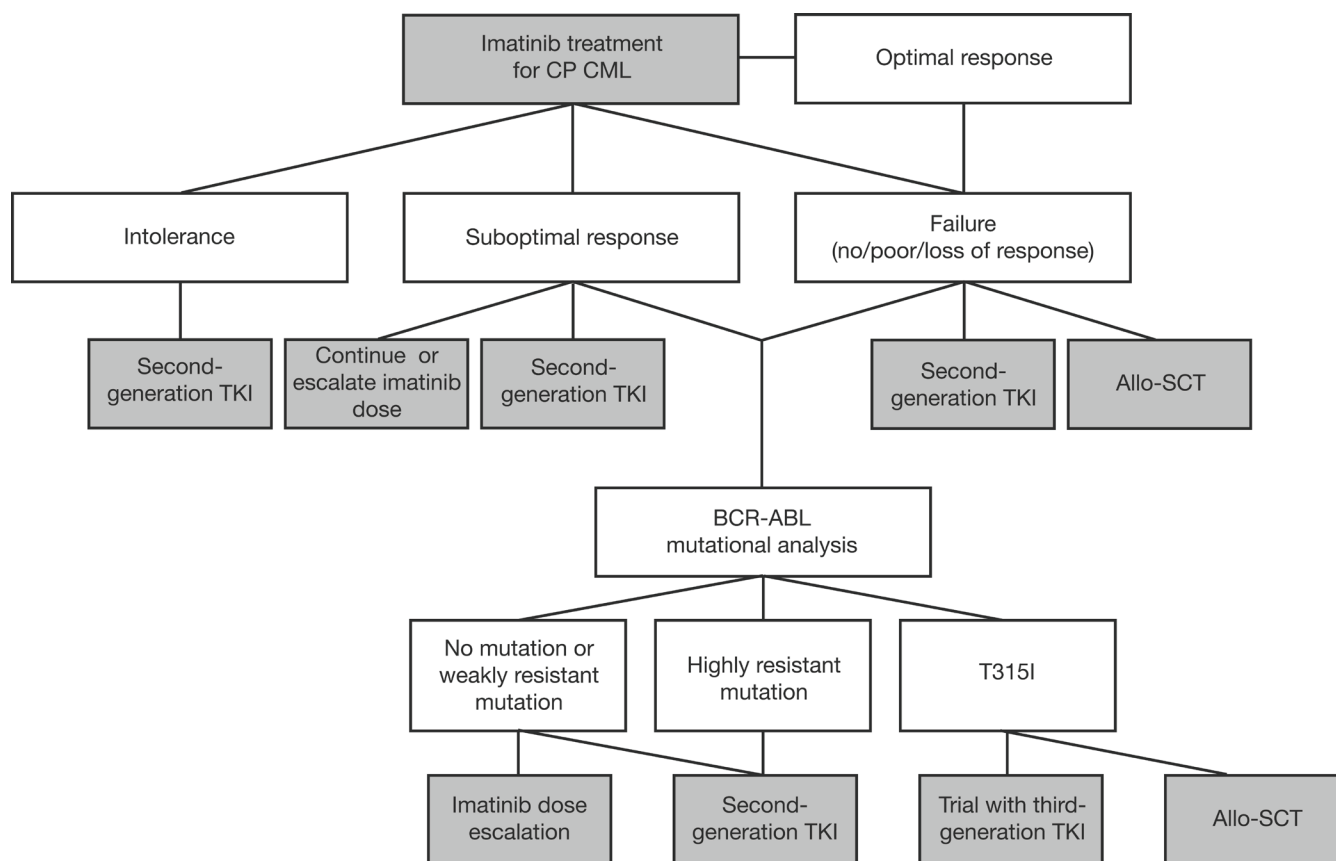 Imatinib treatment
for CP CML
Optimal response
Intolerance
Suboptimal response
Failure
(no/poor/loss of response)
Second-
generation TKI
Continue or
escalate imatinib
dose
Second-
generation TKI
Second-
generation TKI
Allo-SCT
BCR-ABL
mutational analysis
No mutation or
weakly resistant
mutation
Highly resistant
mutation
T315I
Imatinib dose
escalation
Second-
generation TKI
Trial with third-
generation TKI
Allo-SCT